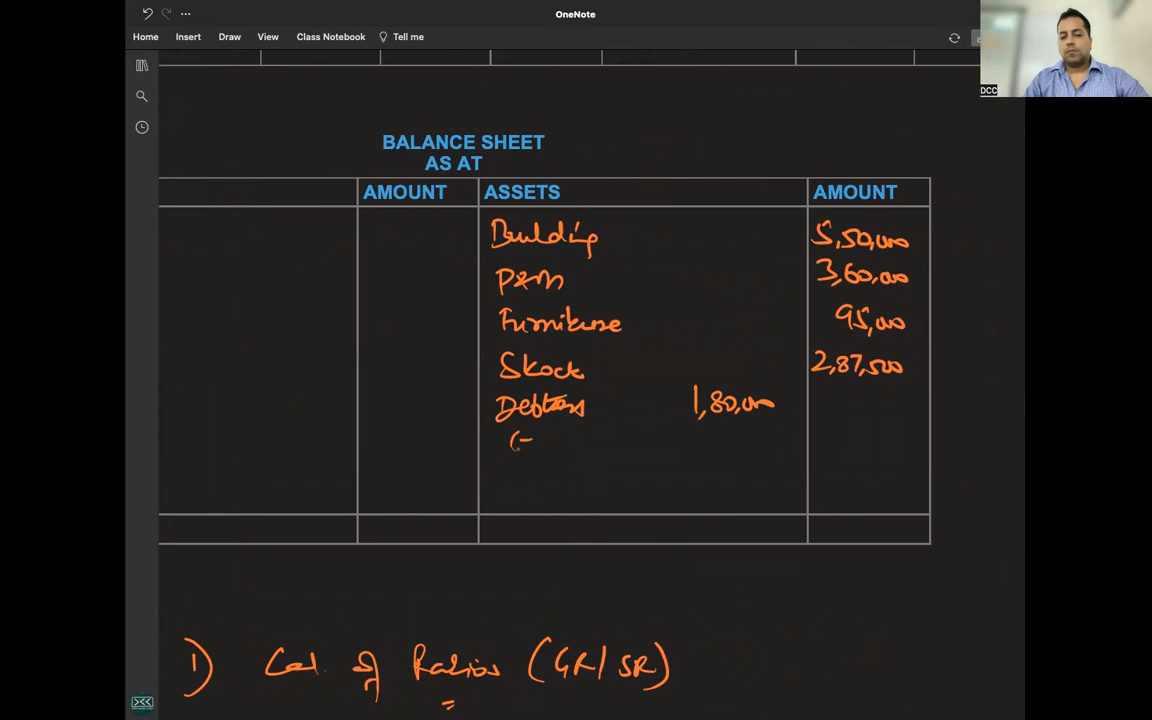 OneNote
Home Insert Draw View Class Notebook Tell me
DCC
BALANCE SHEET
AS AT
AMOUNT ASSETS AMOUNT
Building 5,50,000
P&M 3,60,000
Furniture 95,000
Stock 2,87,500
Debtors 1,80,000
(-
1) Cal. of Ratios (GR/SR)
DCC